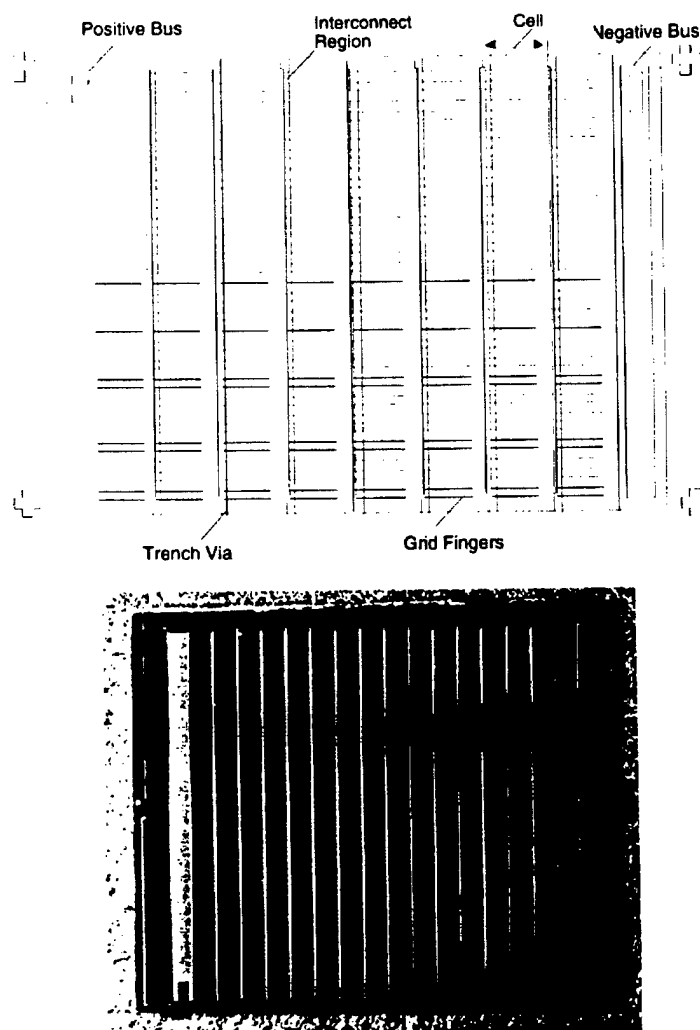 Positive Bus
Interconnect
Region
Cell
Negative Bus
Trench Via
Grid Fingers